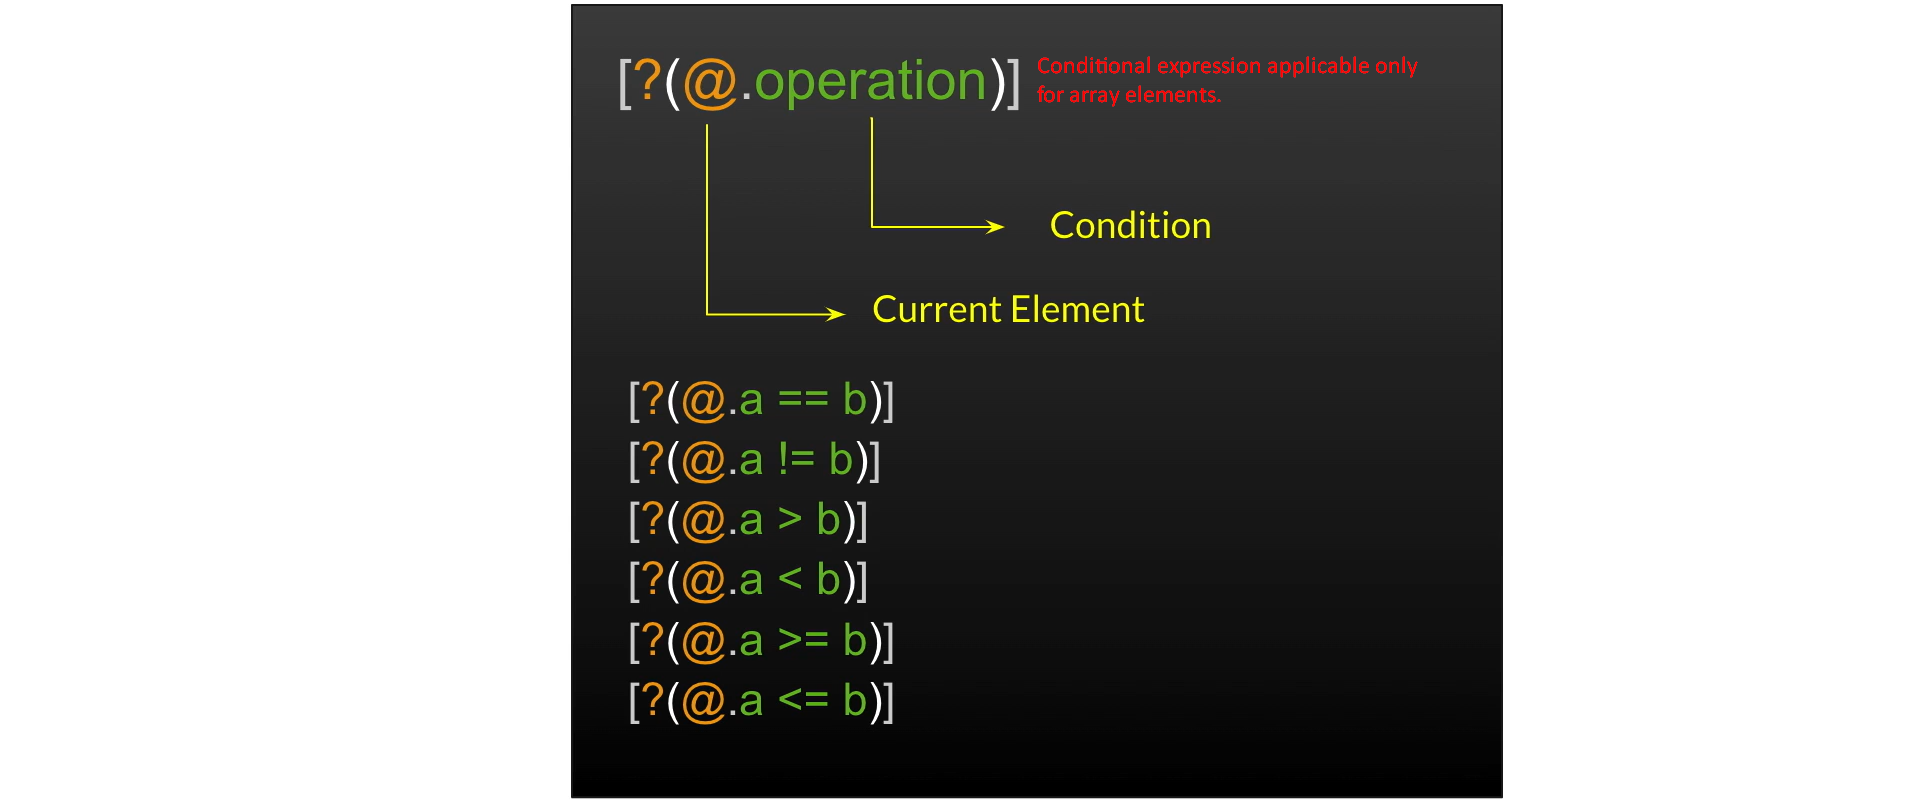 [?(@.operation)]
Conditional expression applicable only
for array elements.
Condition
Current Element
[?(@.a == b)]
[?(@.a != b)]
[?(@.a > b)]
[?(@.a < b)]
[?(@.a >= b)]
[?(@.a <= b)]